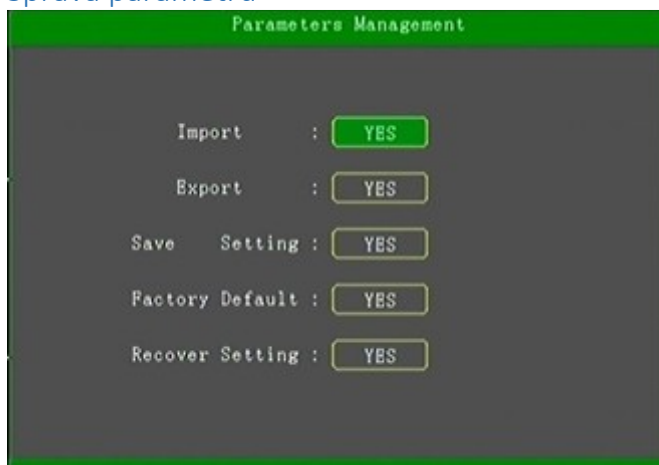 Parameters Management
Import : YES
Export : YES
Save Setting : YES
Factory Default : YES
Recover Setting : YES